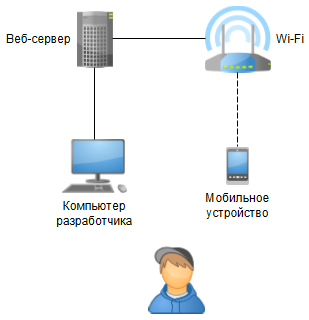 Веб-сервер
Wi-Fi
Компьютер
разработчика
Мобильное
устройство